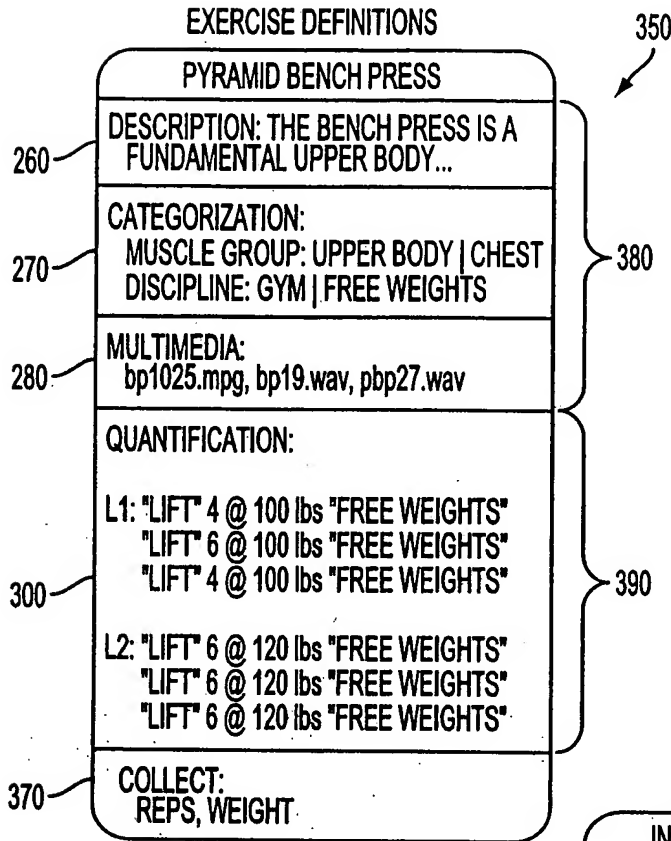 EXERCISE DEFINITIONS
350
PYRAMID BENCH PRESS
260
DESCRIPTION: THE BENCH PRESS IS A
FUNDAMENTAL UPPER BODY...
270
CATEGORIZATION:
MUSCLE GROUP: UPPER BODY | CHEST
DISCIPLINE: GYM | FREE WEIGHTS
380
280
MULTIMEDIA:
bp1025.mpg, bp19.wav, pbp27.wav
300
QUANTIFICATION:
L1: "LIFT" 4 @ 100 lbs "FREE WEIGHTS"
"LIFT" 6 @ 100 lbs "FREE WEIGHTS"
"LIFT" 4 @ 100 lbs "FREE WEIGHTS"
390
L2: "LIFT" 6 @ 120 lbs "FREE WEIGHTS"
"LIFT" 6 @ 120 lbs "FREE WEIGHTS"
"LIFT" 6 @ 120 lbs "FREE WEIGHTS"
370
COLLECT:
REPS, WEIGHT
IN